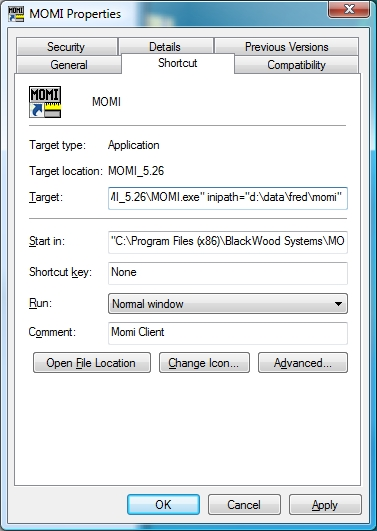 MOMI Properties
Security Details Previous Versions
General Shortcut Compatibility
MOMI
MOMI
Target type: Application
Target location: MOMI_5.26
Target: MI_5.26\MOMI.exe" inipath="d:\data\fred\momi"
Start in: "C:\Program Files (x86)\BlackWood Systems\MO
Shortcut key: None
Run: Normal window
Comment: Momi Client
Open File Location Change Icon... Advanced...
OK Cancel Apply